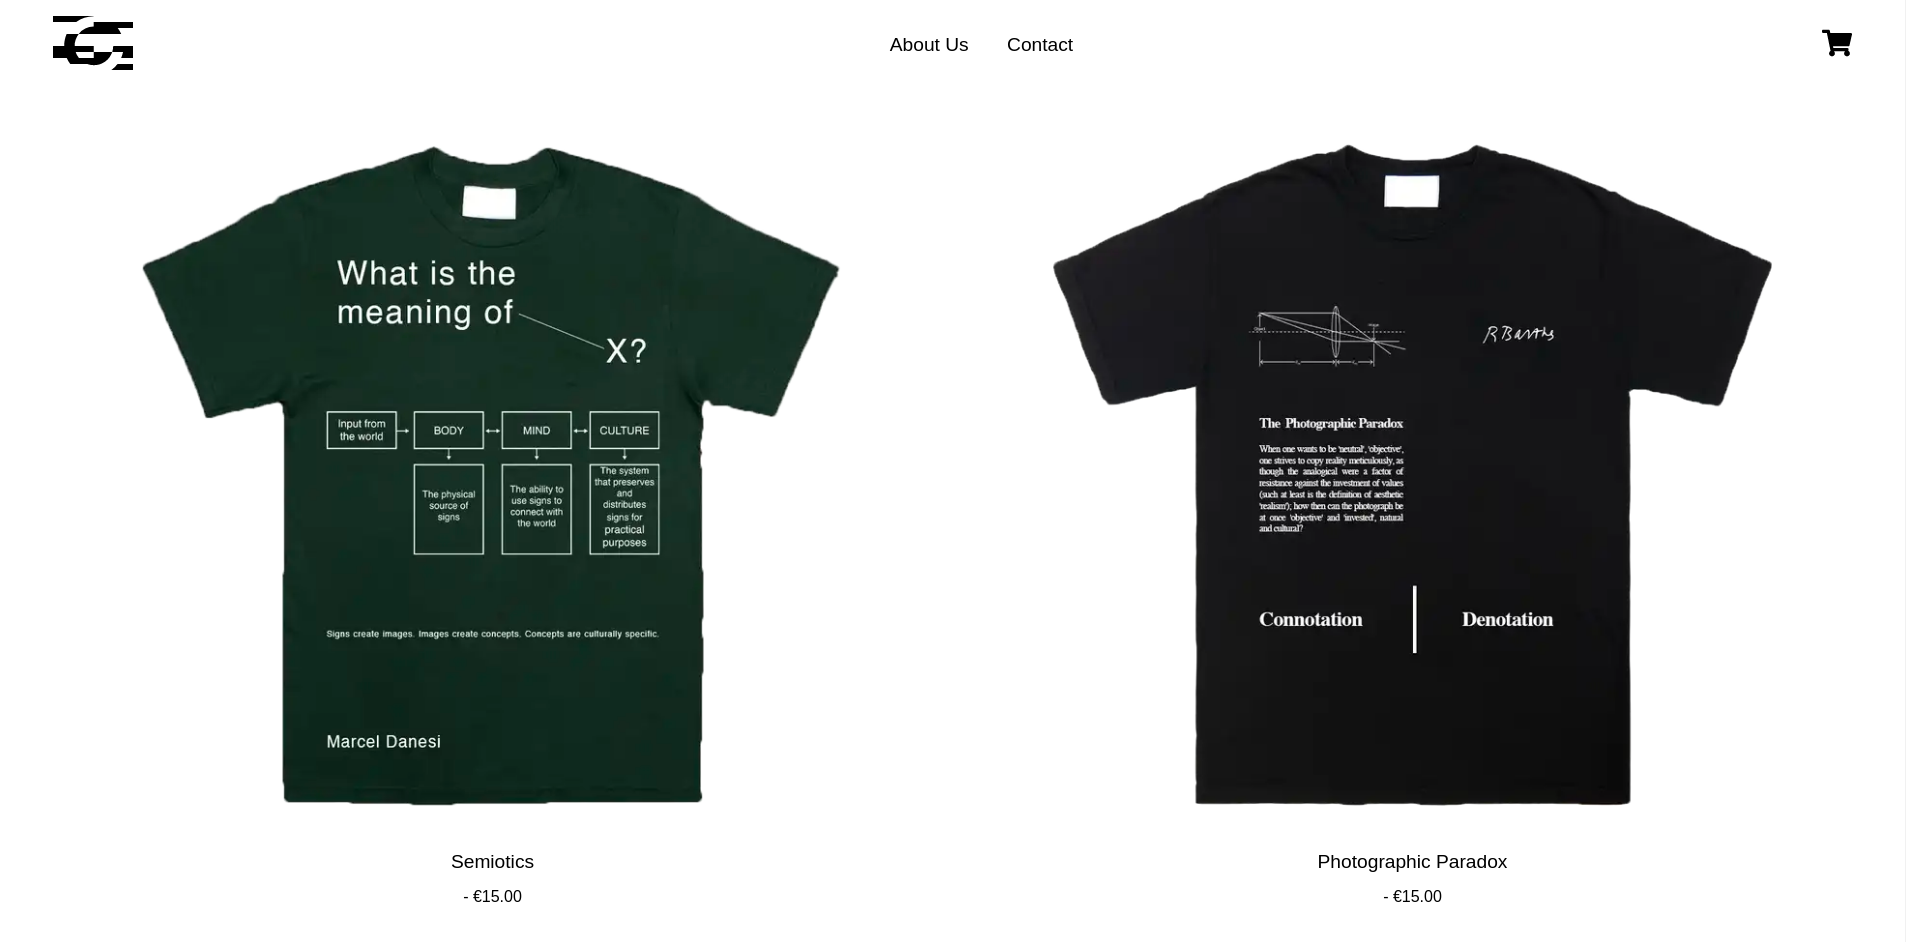 About Us
Contact
What is the
meaning of
X?
Input from
the world
BODY
MIND
CULTURE
The physical
source of
signs
The ability to
use signs to
connect with
the world
The system
that preserves
and
distributes
signs for
practical
purposes
Signs create images. Images create concepts. Concepts are culturally specific.
Marcel Danesi
RBarthes
The Photographic Paradox
When one wants to be 'neutral', 'objective',
one strives to copy reality meticulously, as
though the analogical were a factor of
resistance against the investment of values
(such at least is the definition of aesthetic
'realism'); how then can the photograph be
at once 'objective' and 'invested', natural
and cultural?
Connotation
Denotation
Semiotics
- €15.00
Photographic Paradox
- €15.00